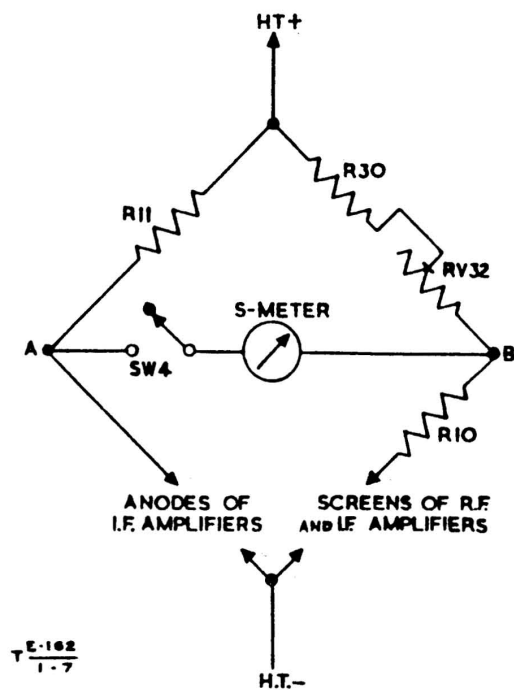 HT+
R30
R11
RV32
S-METER
A
B
SW4
R10
ANODES OF
I.F. AMPLIFIERS
SCREENS OF R.F.
AND I.F. AMPLIFIERS
T E-162
1-7
H.T.-